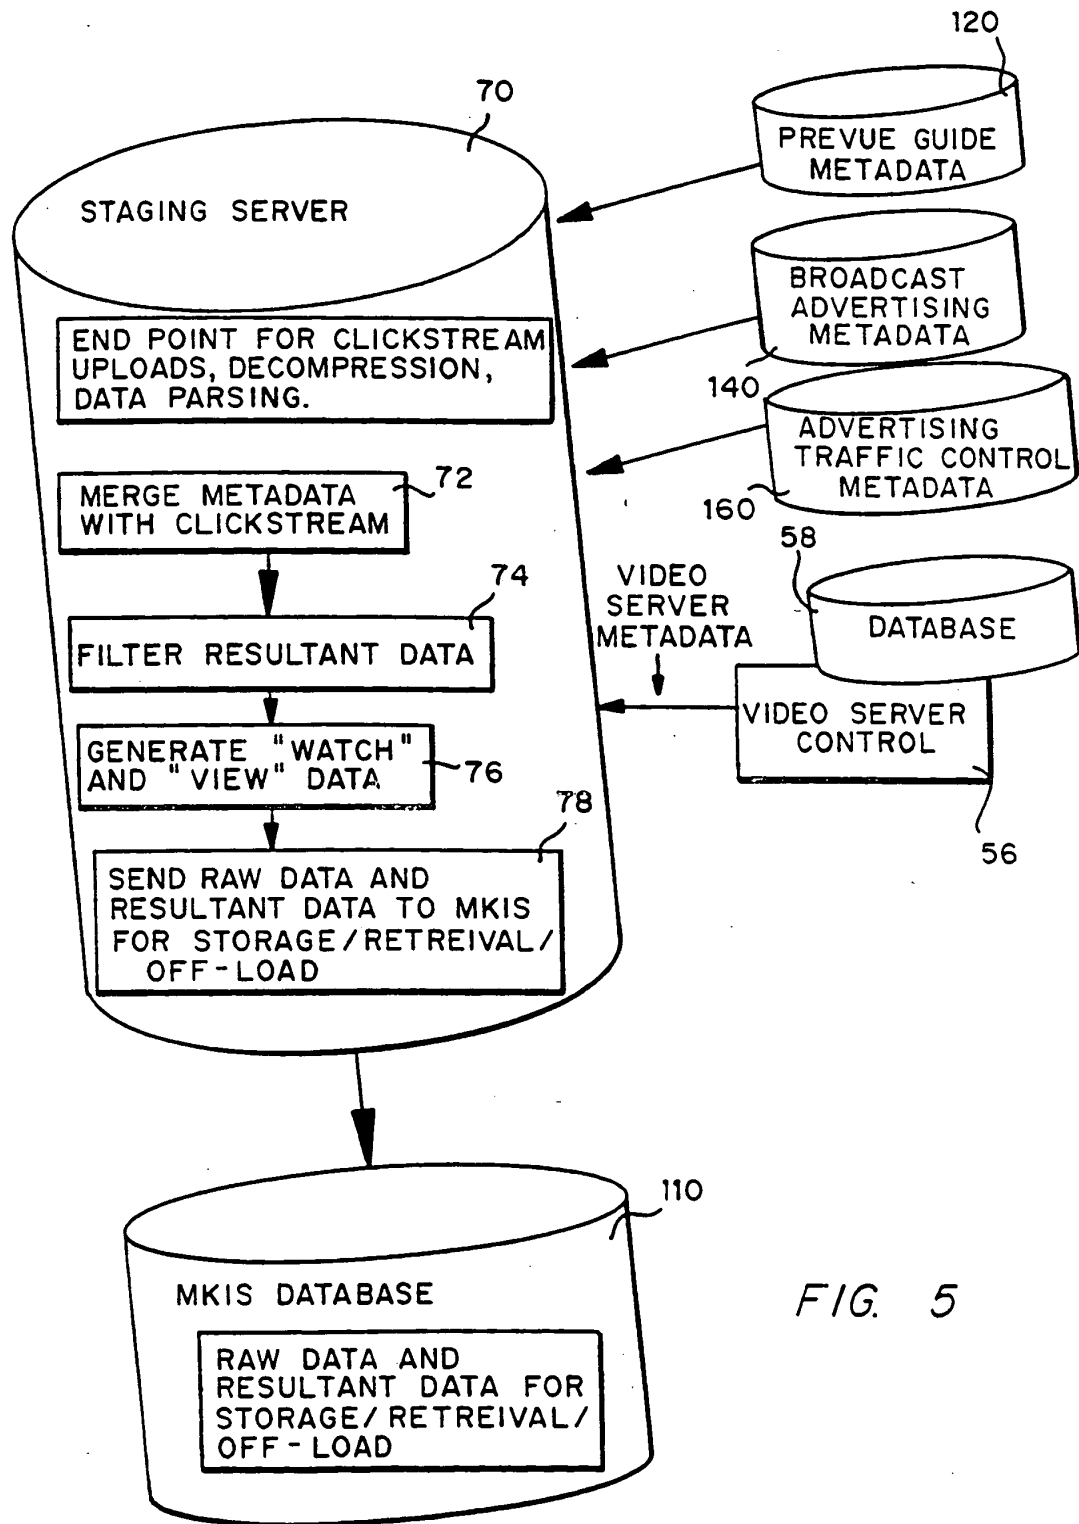 120
PREVUE GUIDE
METADATA
70
STAGING SERVER
BROADCAST
ADVERTISING
METADATA
140
END POINT FOR CLICKSTREAM
UPLOADS, DECOMPRESSION,
DATA PARSING.
ADVERTISING
TRAFFIC CONTROL
METADATA
160
72
MERGE METADATA
WITH CLICKSTREAM
58
DATABASE
VIDEO
SERVER
METADATA
74
FILTER RESULTANT DATA
VIDEO SERVER
CONTROL
56
GENERATE "WATCH"
AND "VIEW" DATA
76
78
SEND RAW DATA AND
RESULTANT DATA TO MKIS
FOR STORAGE/RETREIVAL/
OFF-LOAD
110
MKIS DATABASE
RAW DATA AND
RESULTANT DATA FOR
STORAGE/RETREIVAL/
OFF-LOAD
FIG. 5